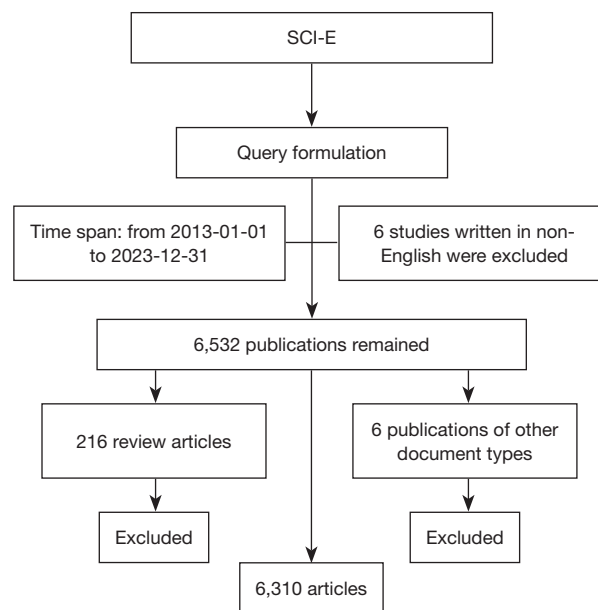 SCI-E
Query formulation
Time span: from 2013-01-01
to 2023-12-31
6 studies written in non-
English were excluded
6,532 publications remained
216 review articles
6 publications of other
document types
Excluded
Excluded
6,310 articles